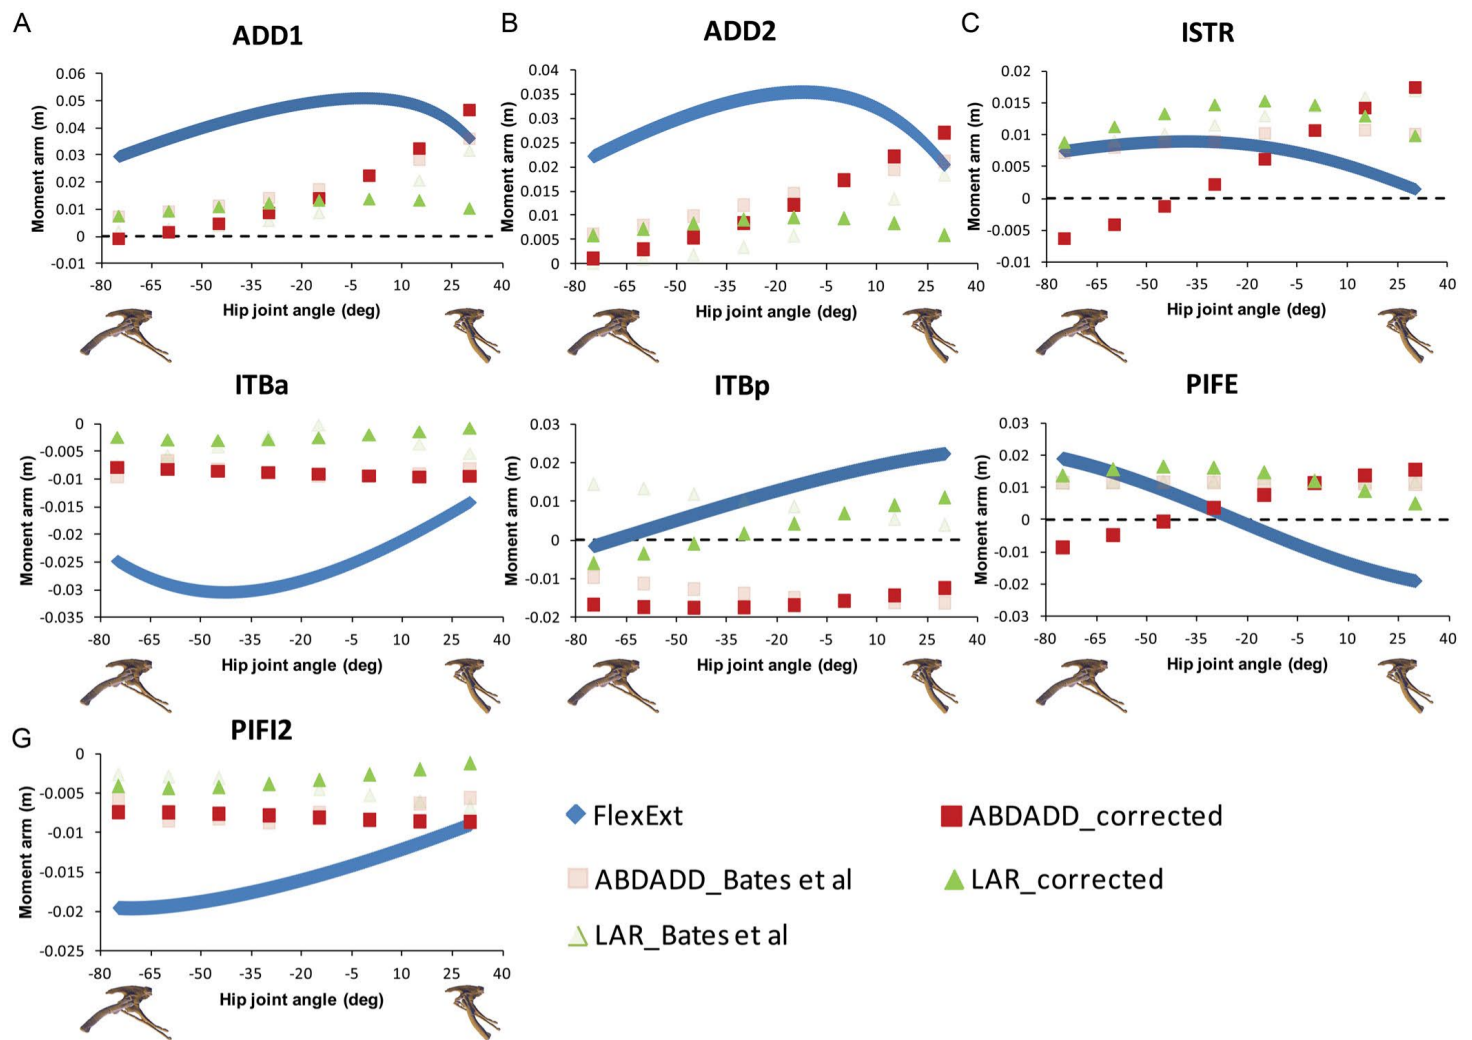 A
ADD1
Moment arm (m)
0.06
0.05
0.04
0.03
0.02
0.01
0
-0.01
-80 -65 -50 -35 -20 -5 10 25 40
Hip joint angle (deg)
B
ADD2
Moment arm (m)
0.04
0.035
0.03
0.025
0.02
0.015
0.01
0.005
0
-80 -65 -50 -35 -20 -5 10 25 40
Hip joint angle (deg)
C
ISTR
Moment arm (m)
0.02
0.015
0.01
0.005
0
-0.005
-0.01
-80 -65 -50 -35 -20 -5 10 25 40
Hip joint angle (deg)
ITBa
Moment arm (m)
0
-0.005
-0.01
-0.015
-0.02
-0.025
-0.03
-0.035
-80 -65 -50 -35 -20 -5 10 25 40
Hip joint angle (deg)
ITBp
Moment arm (m)
0.03
0.02
0.01
0
-0.01
-0.02
-80 -65 -50 -35 -20 -5 10 25 40
Hip joint angle (deg)
PIFE
Moment arm (m)
0.03
0.02
0.01
0
-0.01
-0.02
-0.03
-80 -65 -50 -35 -20 -5 10 25 40
Hip joint angle (deg)
G
PIFI2
Moment arm (m)
0
-0.005
-0.01
-0.015
-0.02
-0.025
-80 -65 -50 -35 -20 -5 10 25 40
Hip joint angle (deg)
FlexExt
ABDADD_corrected
ABDADD_Bates et al
LAR_corrected
LAR_Bates et al